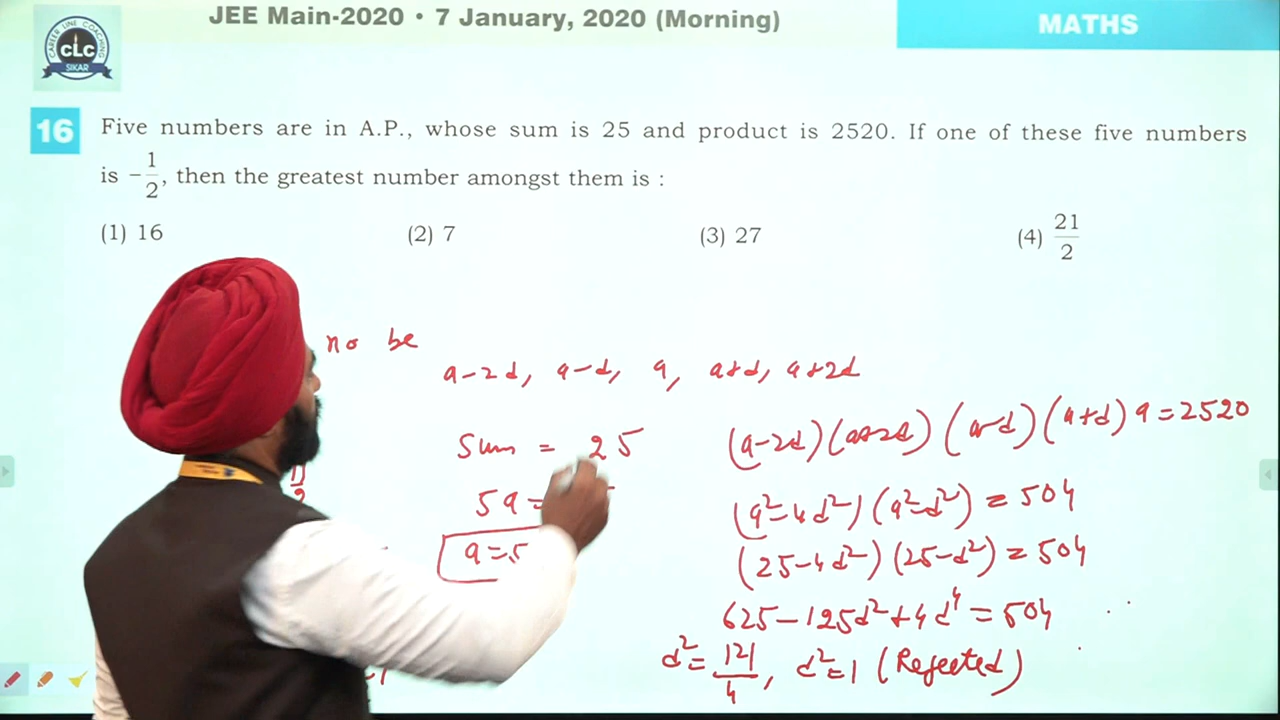 JEE Main-2020 • 7 January, 2020 (Morning)
MATHS
CAREER LINE COACHING
CLC
SIKAR
16 Five numbers are in A.P., whose sum is 25 and product is 2520. If one of these five numbers
is -1/2, then the greatest number amongst them is :
(1) 16 (2) 7 (3) 27 (4) 21/2
no be
a-2d, a-d, a, a+d, a+2d
Sum = 25
5a =
a=5
(a-2d)(a+2d)(a-d)(a+d) a = 2520
(a²-4d²)(a²-d²) = 504
(25-4d²)(25-d²) = 504
625-125d²+4d⁴ = 504
d² = 121/4, d²=1 (Rejected)